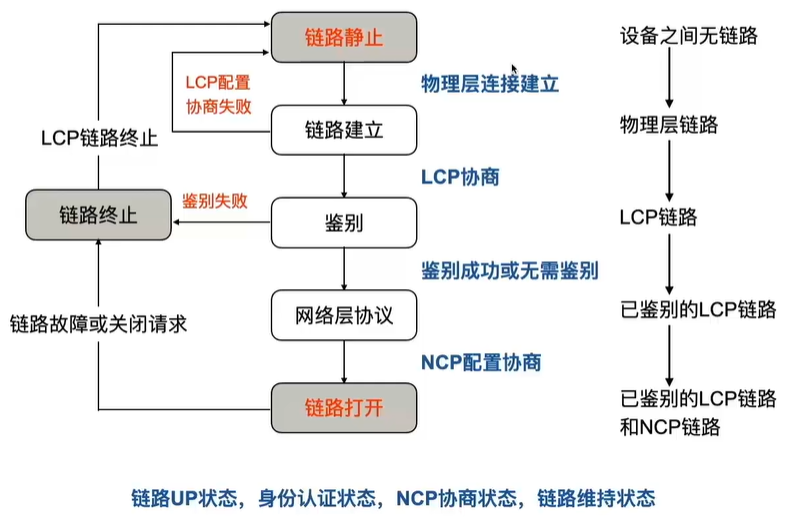 链路静止
设备之间无链路
LCP配置
协商失败
物理层连接建立
链路建立
物理层链路
LCP链路终止
LCP协商
链路终止
鉴别失败
鉴别
LCP链路
鉴别成功或无需鉴别
链路故障或关闭请求
网络层协议
已鉴别的LCP链路
NCP配置协商
链路打开
已鉴别的LCP链路
和NCP链路
链路UP状态，身份认证状态，NCP协商状态，链路维持状态